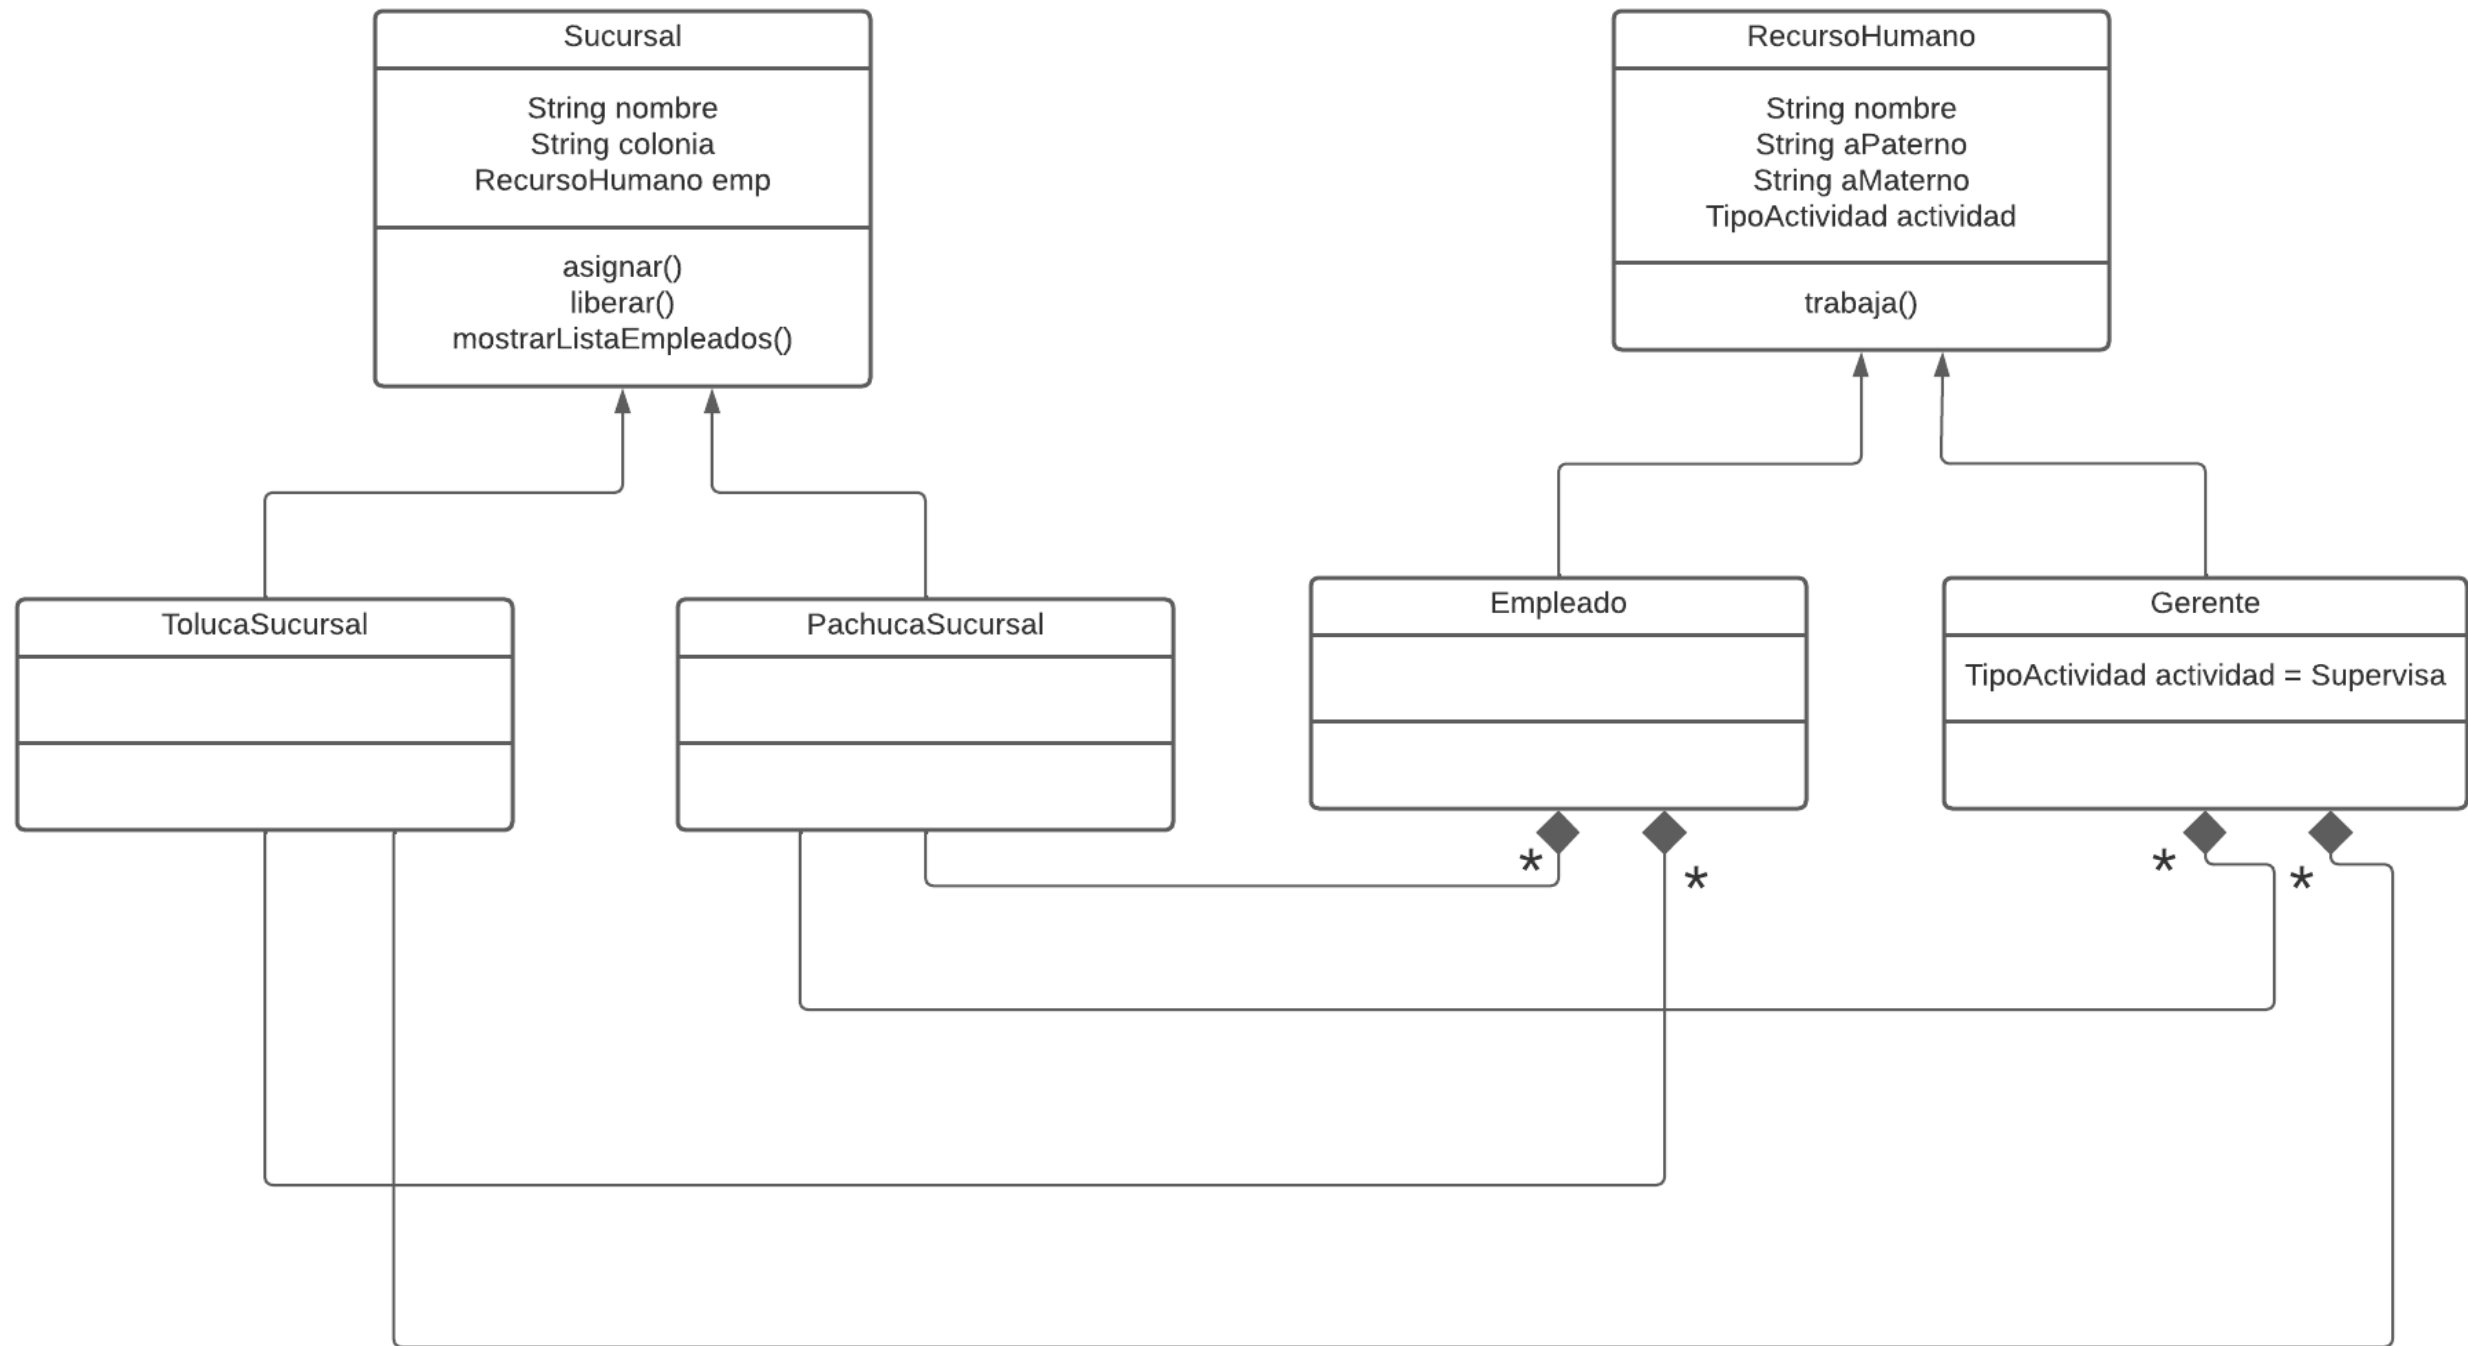 Sucursal
String nombre
String colonia
RecursoHumano emp
asignar()
liberar()
mostrarListaEmpleados()
RecursoHumano
String nombre
String aPaterno
String aMaterno
TipoActividad actividad
trabaja()
TolucaSucursal
PachucaSucursal
Empleado
Gerente
TipoActividad actividad = Supervisa
*
*
*
*